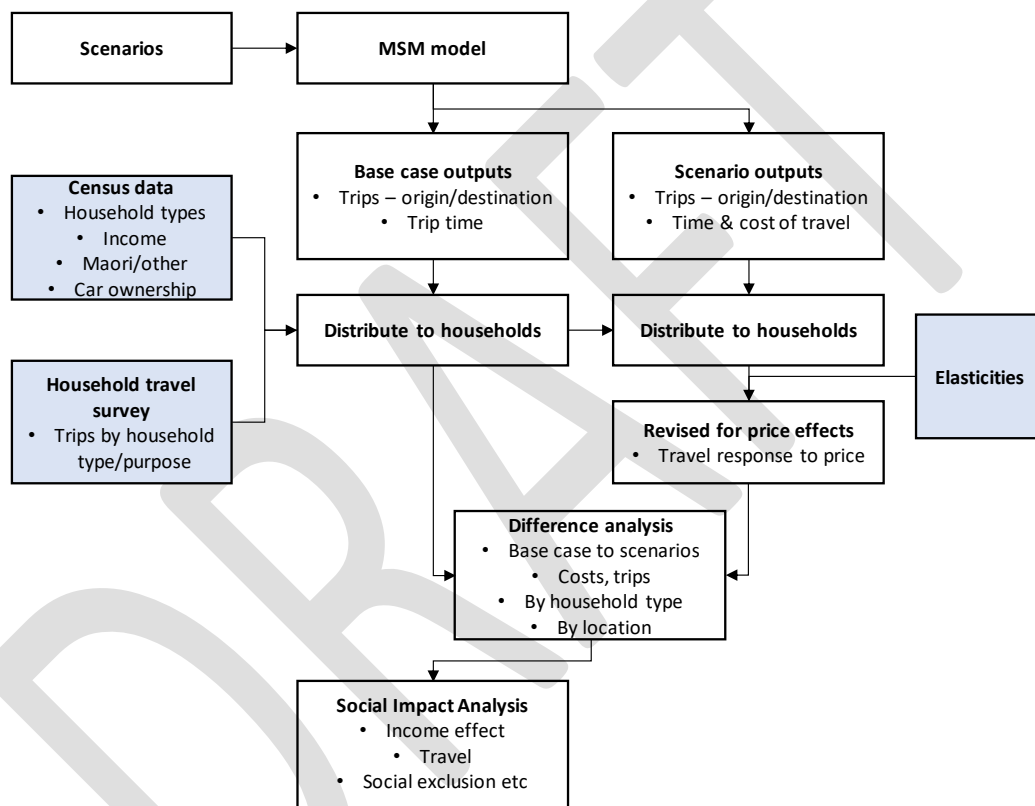 Scenarios
MSM model
Base case outputs
• Trips – origin/destination
• Trip time
Scenario outputs
• Trips – origin/destination
• Time & cost of travel
Census data
• Household types
• Income
• Maori/other
• Car ownership
Distribute to households
Distribute to households
Elasticities
Household travel
survey
• Trips by household
type/purpose
Revised for price effects
• Travel response to price
Difference analysis
• Base case to scenarios
• Costs, trips
• By household type
• By location
Social Impact Analysis
• Income effect
• Travel
• Social exclusion etc
DRAFT